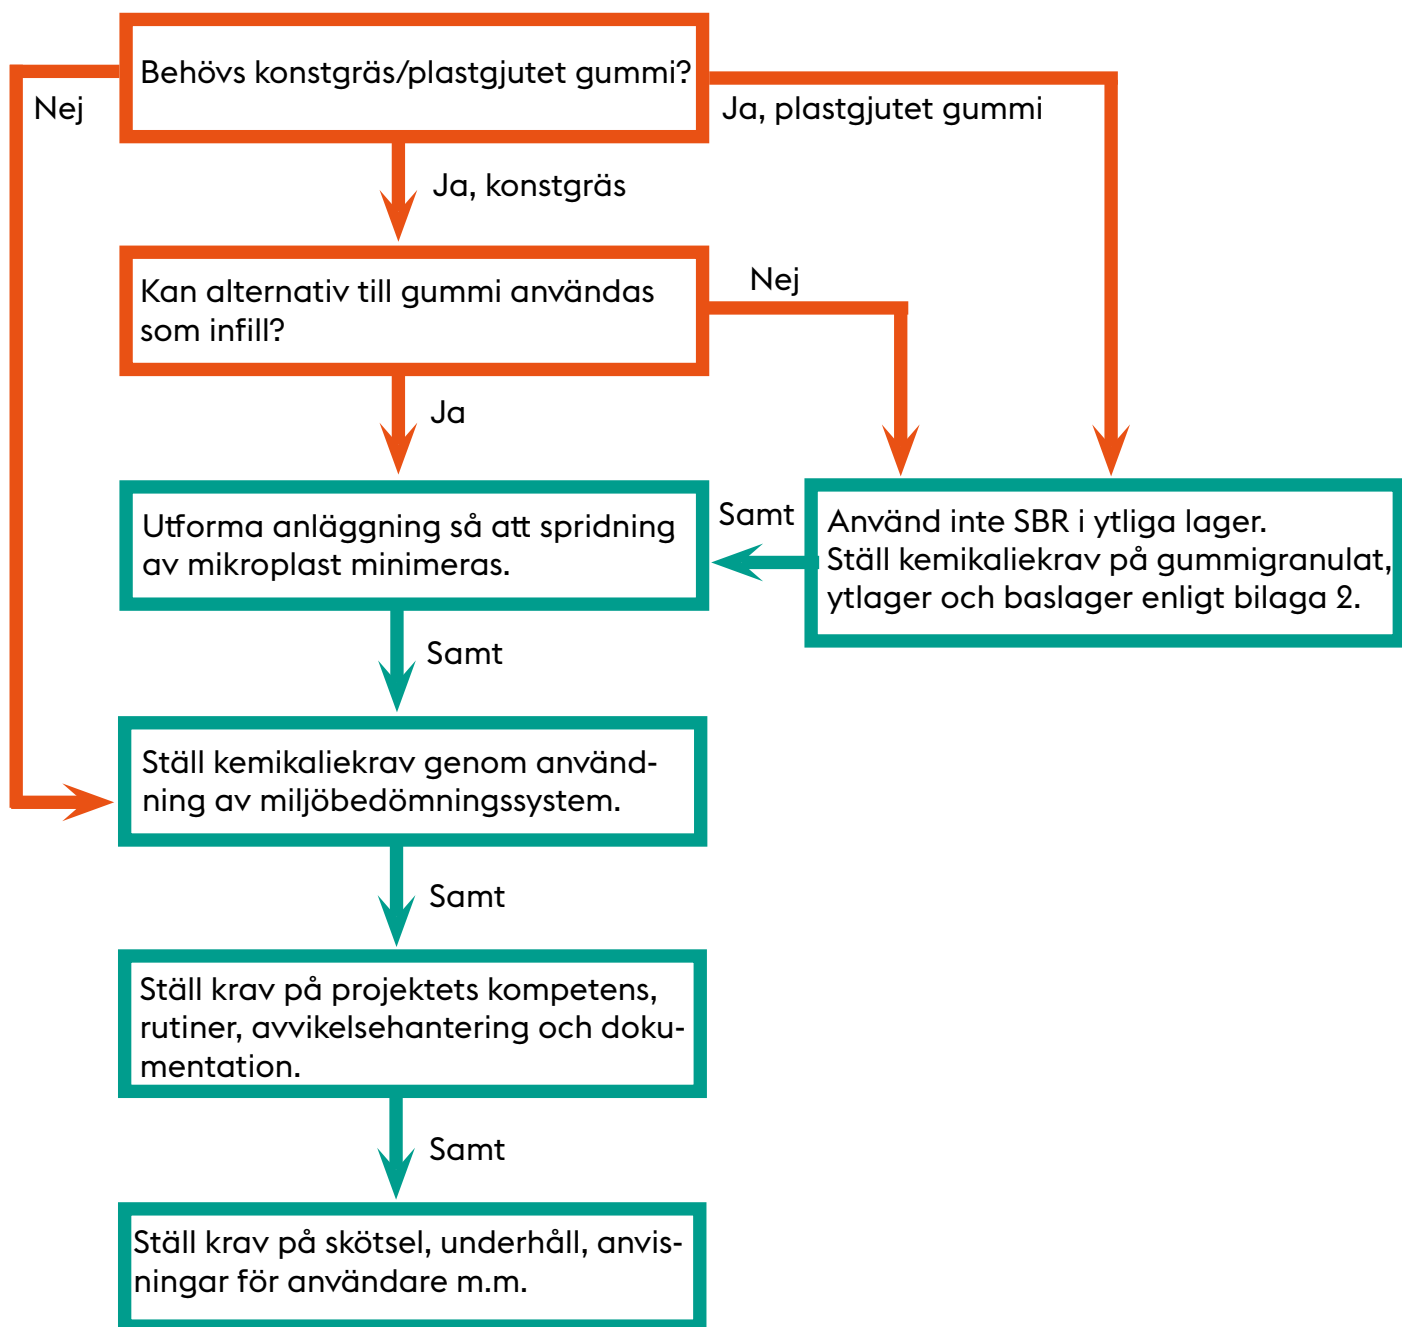 Behövs konstgräs/plastgjutet gummi?
Nej
Ja, plastgjutet gummi
Ja, konstgräs
Kan alternativ till gummi användas
som infill?
Nej
Ja
Utforma anläggning så att spridning
av mikroplast minimeras.
Samt
Använd inte SBR i ytliga lager.
Ställ kemikaliekrav på gummigranulat,
ytlager och baslager enligt bilaga 2.
Samt
Ställ kemikaliekrav genom använd-
ning av miljöbedömningssystem.
Samt
Ställ krav på projektets kompetens,
rutiner, avvikelsehantering och doku-
mentation.
Samt
Ställ krav på skötsel, underhåll, anvis-
ningar för användare m.m.